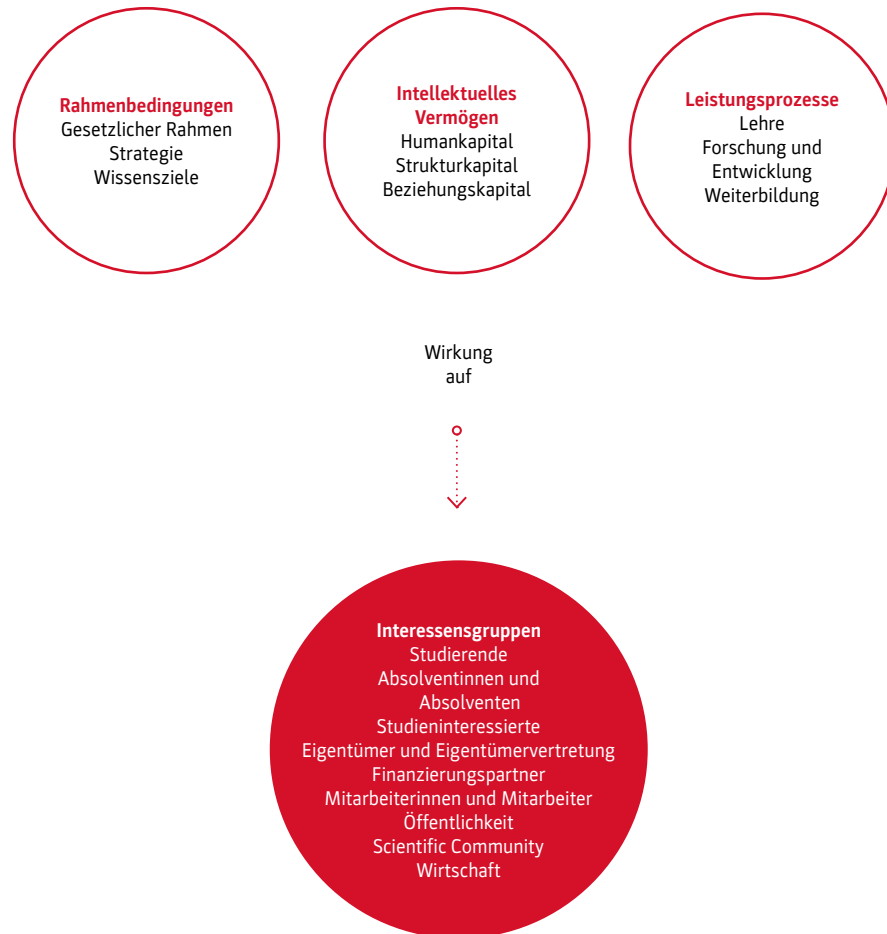 Rahmenbedingungen
Gesetzlicher Rahmen
Strategie
Wissensziele
Intellektuelles
Vermögen
Humankapital
Strukturkapital
Beziehungskapital
Leistungsprozesse
Lehre
Forschung und
Entwicklung
Weiterbildung
Wirkung
auf
Interessensgruppen
Studierende
Absolventinnen und
Absolventen
Studieninteressierte
Eigentümer und Eigentümervertretung
Finanzierungspartner
Mitarbeiterinnen und Mitarbeiter
Öffentlichkeit
Scientific Community
Wirtschaft